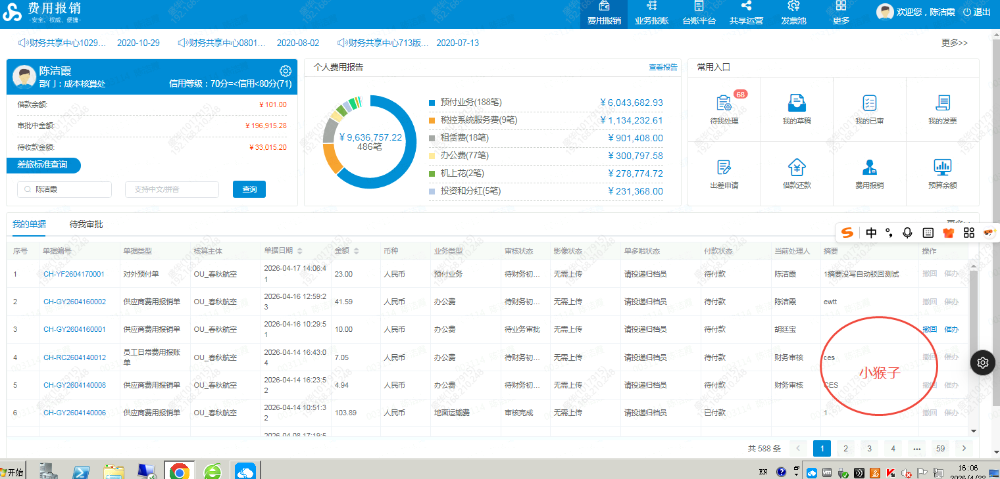 费用报销
-安全、权威、便捷-
费用报销 业务报账 台账平台 共享运营 发票池 更多
欢迎您，陈洁霞 退出
财务共享中心1029... 2020-10-29 财务共享中心0801... 2020-08-02 财务共享中心713版... 2020-07-13 更多>>
陈洁霞
部门：成本核算处 信用等级：70分=<信用<80分(71)
借款余额: ¥ 101.00
审批中金额: ¥ 196,915.28
待收款金额: ¥ 33,015.20
差旅标准查询
陈洁霞 支持中文/拼音 查询
个人费用报告 查看报告
¥ 9,636,757.22
486笔
预付业务(188笔) ¥ 6,043,682.93
税控系统服务费(9笔) ¥ 1,134,232.61
租赁费(18笔) ¥ 901,408.00
办公费(77笔) ¥ 300,797.58
机上花(2笔) ¥ 278,774.72
投资和分红(5笔) ¥ 231,368.00
常用入口
68
待我处理 我的草稿 我的已审 我的发票
出差申请 借款还款 费用报销 预算余额
我的单据 待我审批
中
序号 单据编号 单据类型 核算主体 单据日期 金额 币种 业务类型 审核状态 影像状态 单多啦状态 付款状态 当前处理人 摘要 操作
1 CH-YF2604170001 对外预付单 OU_春秋航空 2026-04-17 14:06:41 23.00 人民币 预付业务 待财务初... 无需上传 请投递归档员 待付款 陈洁霞 1摘要没写自动驳回测试 撤回 催办
2 CH-GY2604160002 供应商费用报销单 OU_春秋航空 2026-04-16 12:59:23 41.59 人民币 办公费 待财务初... 无需上传 请投递归档员 待付款 陈洁霞 ewtt 撤回 催办
3 CH-GY2604160001 供应商费用报销单 OU_春秋航空 2026-04-16 10:29:51 10.00 人民币 办公费 待业务审批 无需上传 请投递归档员 待付款 胡廷宝 撤回 催办
4 CH-RC2604140012 员工日常费用报账单 OU_春秋航空 2026-04-14 16:43:04 7.05 人民币 办公费 待财务初... 无需上传 请投递归档员 待付款 财务审核 ces 撤回 催办
小猴子
5 CH-GY2604140008 供应商费用报销单 OU_春秋航空 2026-04-14 16:23:52 4.94 人民币 办公费 待财务初... 无需上传 请投递归档员 待付款 财务审核 CES 撤回 催办
6 CH-GY2604140006 供应商费用报销单 OU_春秋航空 2026-04-14 10:51:32 103.89 人民币 地面运输费 审核完成 无需上传 请投递归档员 已付款 1 撤回 催办
2026-04-08 17:19:5
共 588 条 < 1 2 3 4 ... 59 >
开始 EN 16:06
2026/4/22